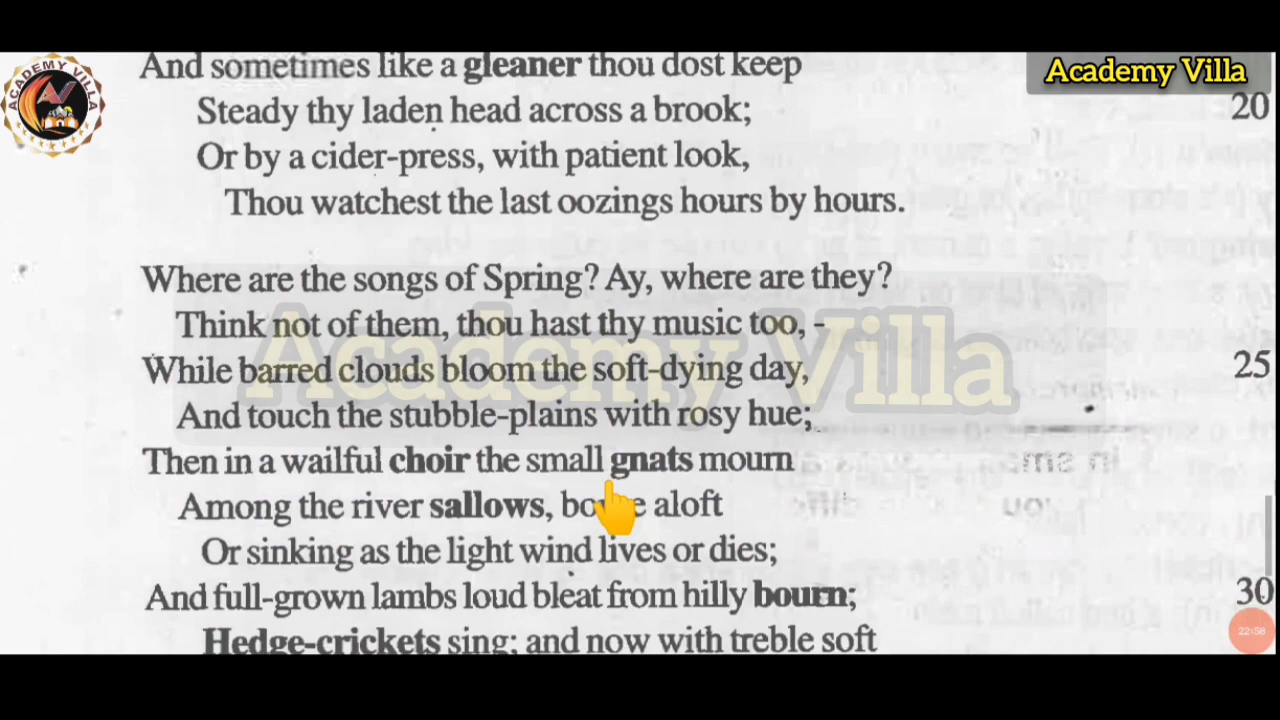 ACADEMY VILLA
Academy Villa
And sometimes like a gleaner thou dost keep
Steady thy laden head across a brook; 20
Or by a cider-press, with patient look,
Thou watchest the last oozings hours by hours.
Where are the songs of Spring? Ay, where are they?
Think not of them, thou hast thy music too, -
While barred clouds bloom the soft-dying day, 25
And touch the stubble-plains with rosy hue;
Then in a wailful choir the small gnats mourn
Among the river sallows, aloft
Or sinking as the light wind lives or dies;
And full-grown lambs loud bleat from hilly bourn; 30
Hedge-crickets sing; and now with treble soft
Academy Villa
22:58